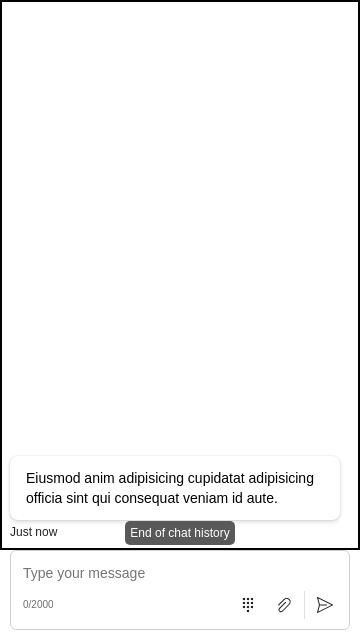 Eiusmod anim adipisicing cupidatat adipisicing
officia sint qui consequat veniam id aute.
Just now
End of chat history
Type your message
0/2000